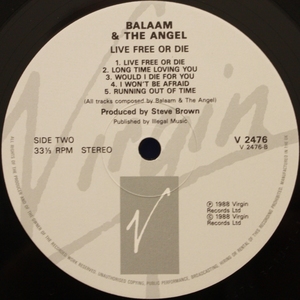 BALAAM
& THE ANGEL
LIVE FREE OR DIE
1. LIVE FREE OR DIE
2. LONG TIME LOVING YOU
3. WOULD I DIE FOR YOU
4. I WON'T BE AFRAID
5. RUNNING OUT OF TIME
(All tracks composed by Balaam & The Angel)
Produced by Steve Brown
Published by Illegal Music
SIDE TWO
33⅓ RPM STEREO
V 2476
V 2476-B
Ⓟ 1988 Virgin
Records Ltd
© 1988 Virgin
Records Ltd
Virgin
V